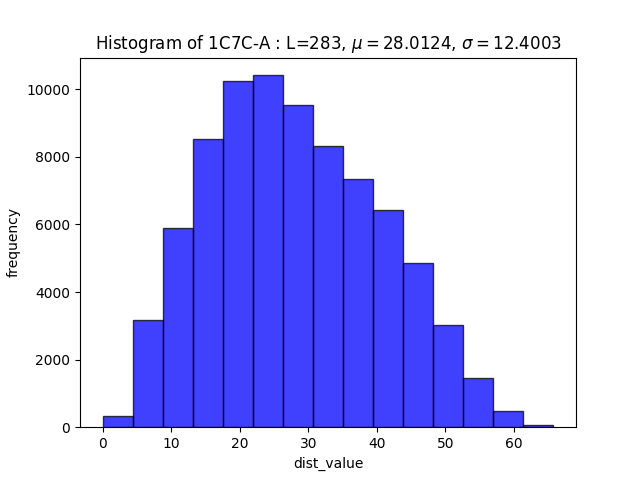 Histogram of 1C7C-A : L=283, μ = 28.0124, σ = 12.4003
10000
8000
6000
4000
2000
0
frequency
0 10 20 30 40 50 60
dist_value